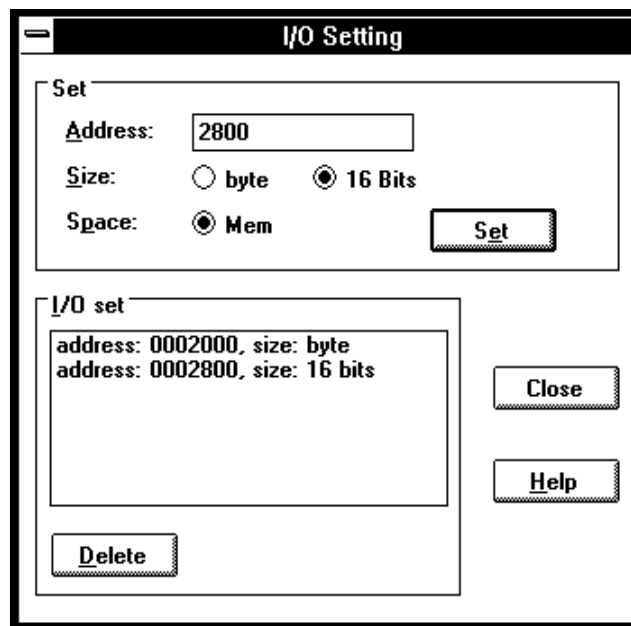 I/O Setting
Set
Address: 2800
Size: byte 16 Bits
Space: Mem Set
I/O set
address: 0002000, size: byte
address: 0002800, size: 16 bits
Close
Help
Delete